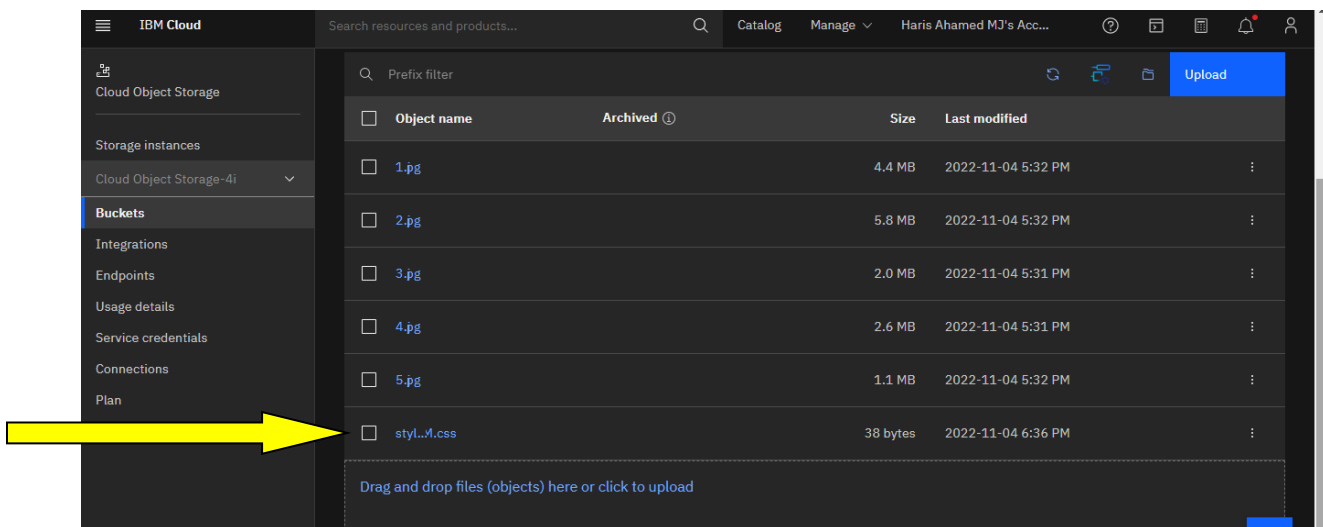 IBM Cloud
Search resources and products...
Catalog
Manage
Haris Ahamed MJ's Acc...
Cloud Object Storage
Storage instances
Cloud Object Storage-4i
Buckets
Integrations
Endpoints
Usage details
Service credentials
Connections
Plan
Prefix filter
Upload
Object name Archived Size Last modified
1.jpg 4.4 MB 2022-11-04 5:32 PM
2.jpg 5.8 MB 2022-11-04 5:32 PM
3.jpg 2.0 MB 2022-11-04 5:31 PM
4.jpg 2.6 MB 2022-11-04 5:31 PM
5.jpg 1.1 MB 2022-11-04 5:32 PM
38 bytes 2022-11-04 6:36 PM
Drag and drop files (objects) here or click to upload